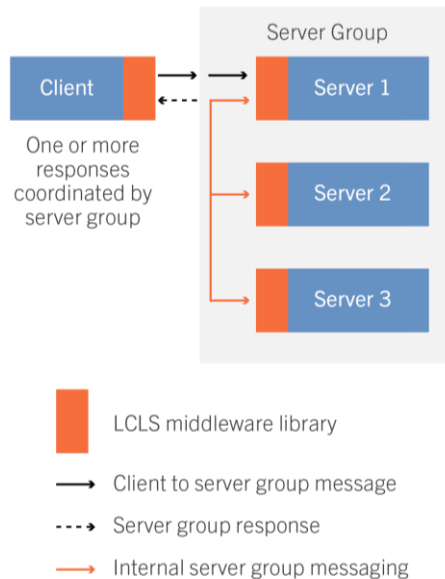 Server Group
Client
Server 1
One or more
responses
coordinated by
server group
Server 2
Server 3
LCLS middleware library
Client to server group message
Server group response
Internal server group messaging